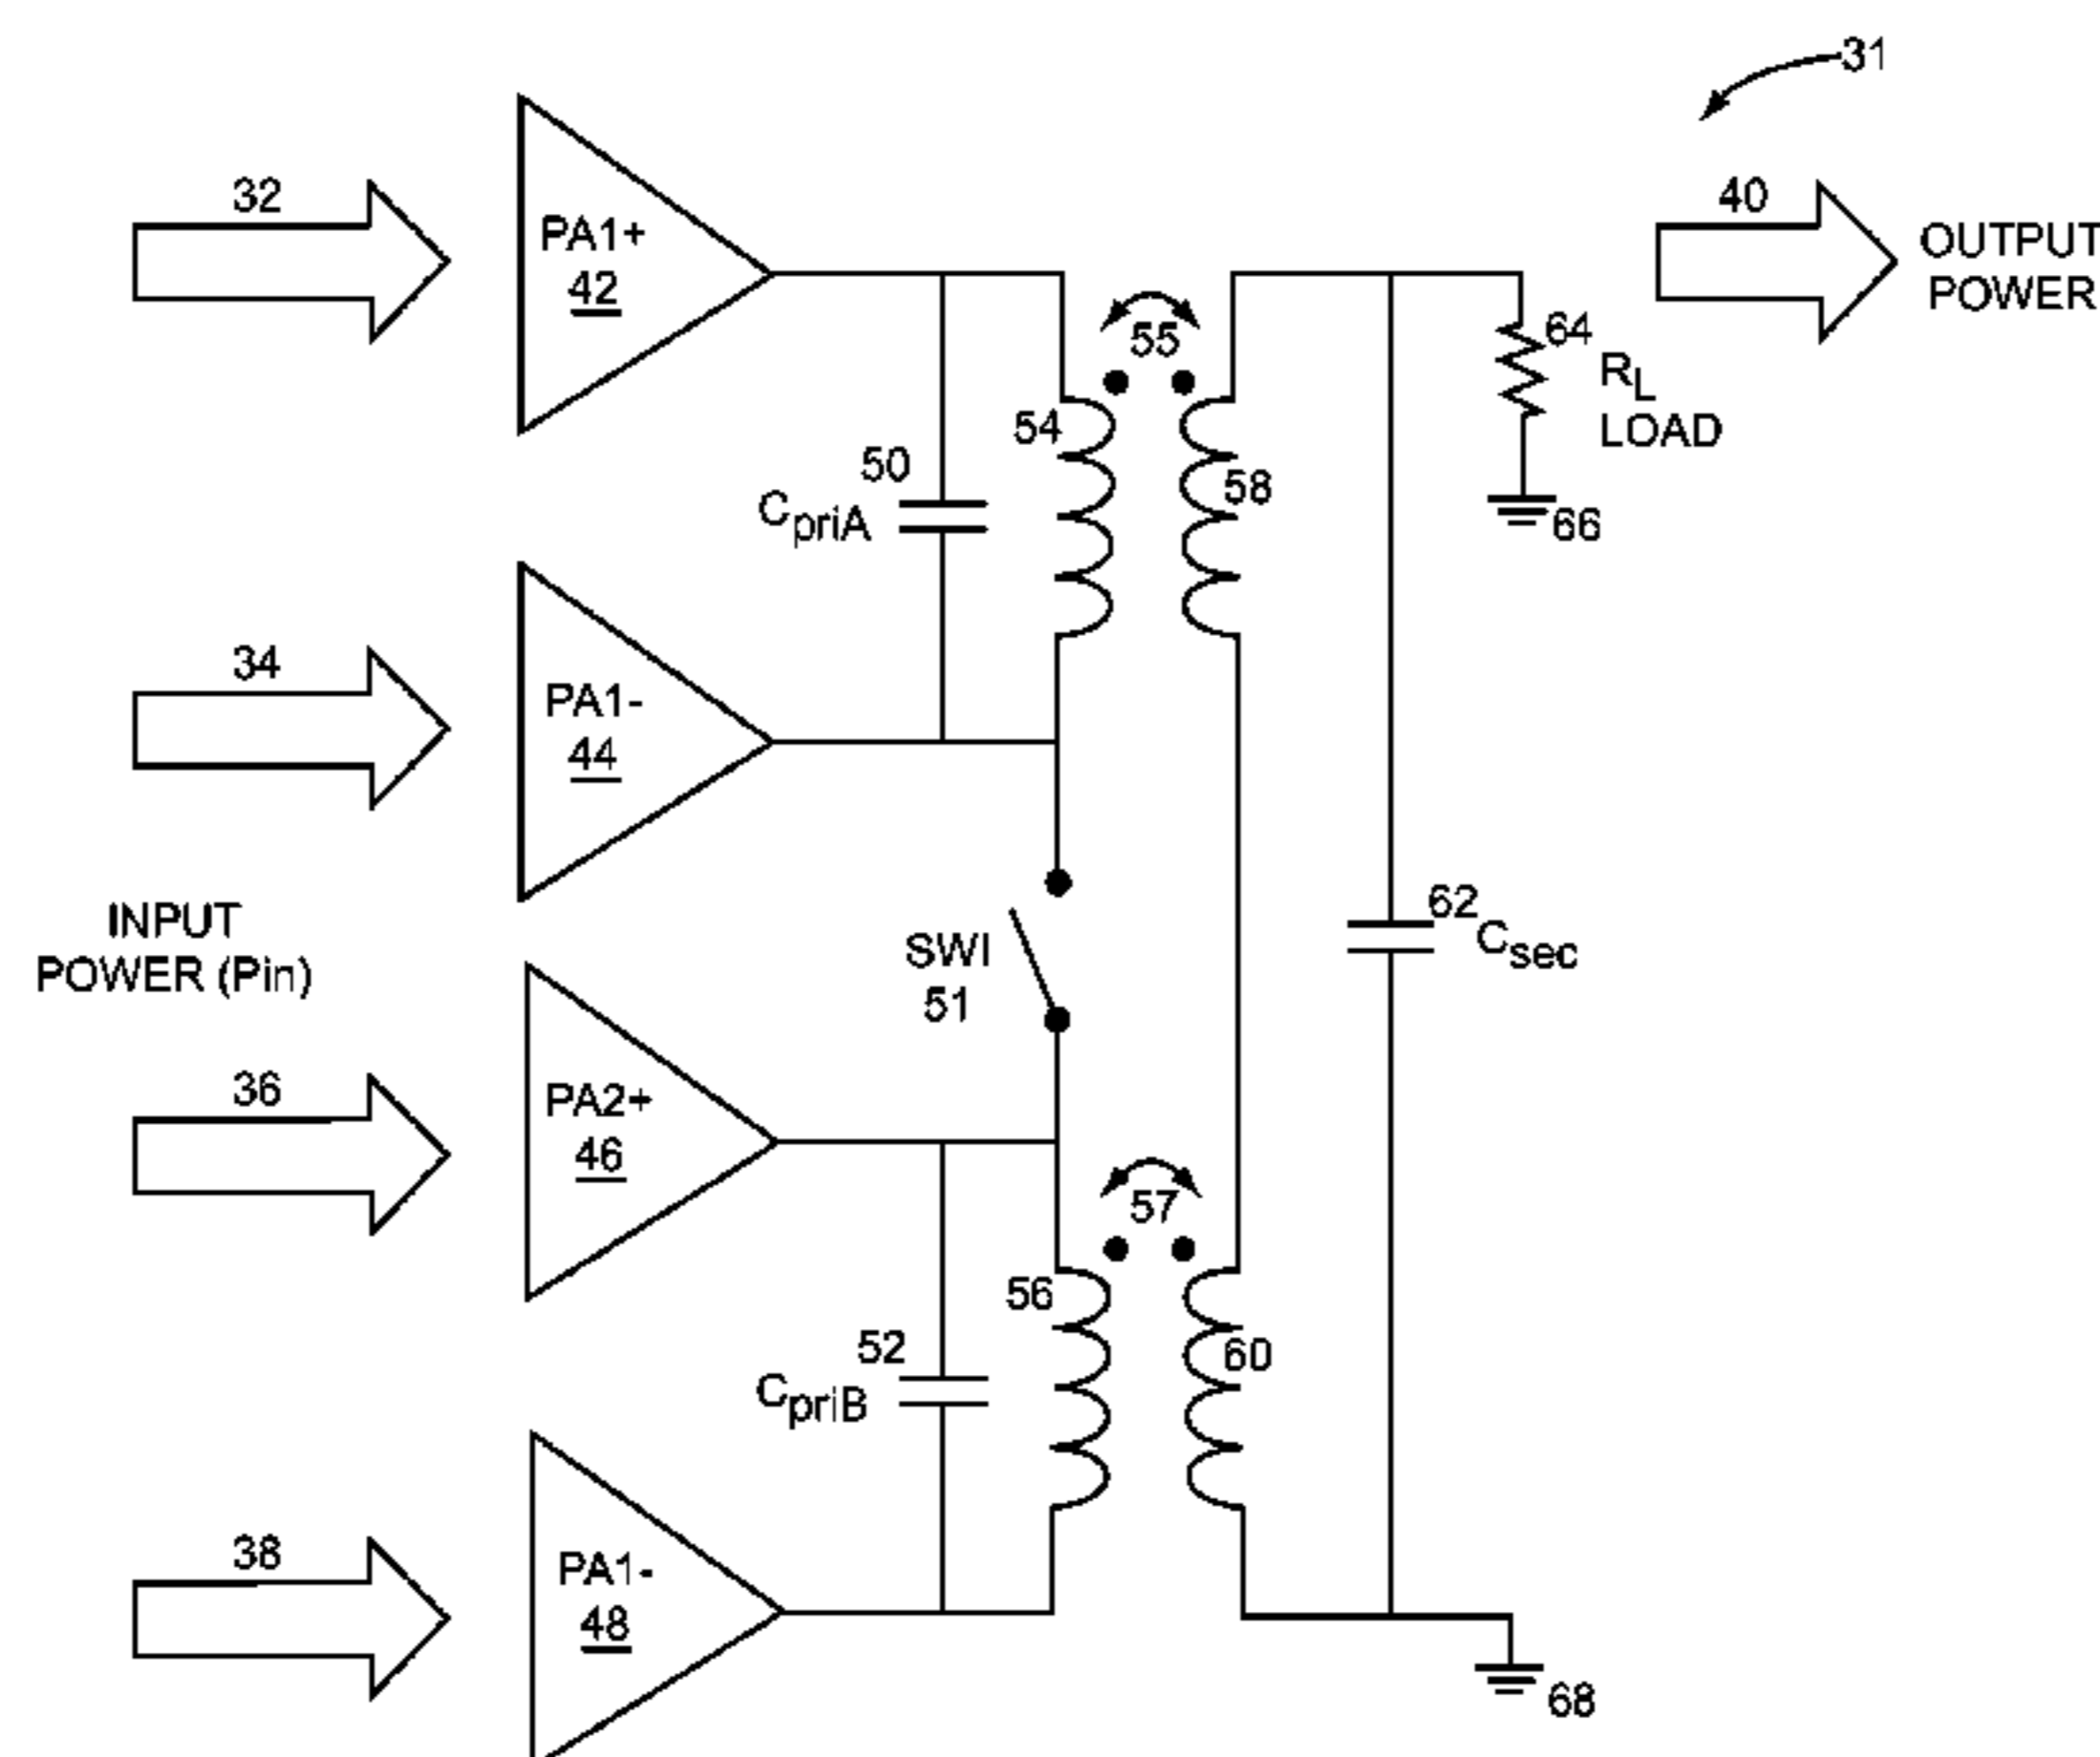 31
32
40
OUTPUT
POWER
PA1+
42
55
64
RL
LOAD
54
50
CpriA
58
66
34
PA1-
44
INPUT
POWER (Pin)
SWI
51
62
Csec
36
PA2+
46
57
56
52
CpriB
60
38
PA1-
48
68